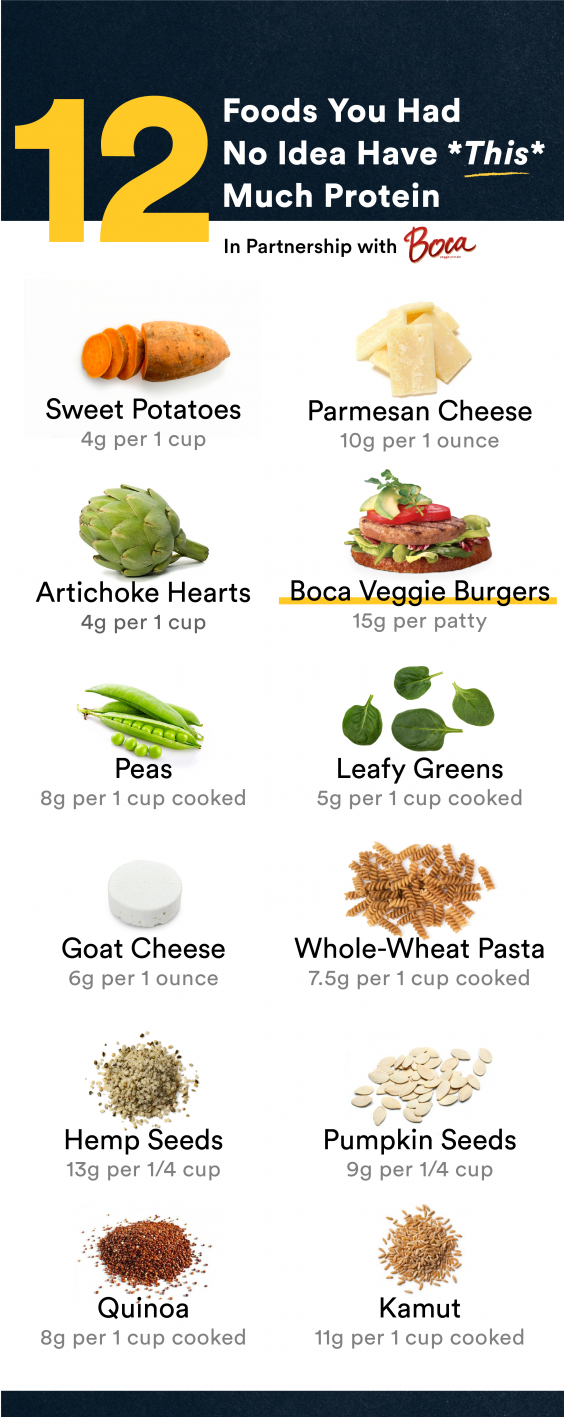 12
Foods You Had
No Idea Have *This*
Much Protein
In Partnership with Boca
Sweet Potatoes
4g per 1 cup
Parmesan Cheese
10g per 1 ounce
Artichoke Hearts
4g per 1 cup
Boca Veggie Burgers
15g per patty
Peas
8g per 1 cup cooked
Leafy Greens
5g per 1 cup cooked
Goat Cheese
6g per 1 ounce
Whole-Wheat Pasta
7.5g per 1 cup cooked
Hemp Seeds
13g per 1/4 cup
Pumpkin Seeds
9g per 1/4 cup
Quinoa
8g per 1 cup cooked
Kamut
11g per 1 cup cooked